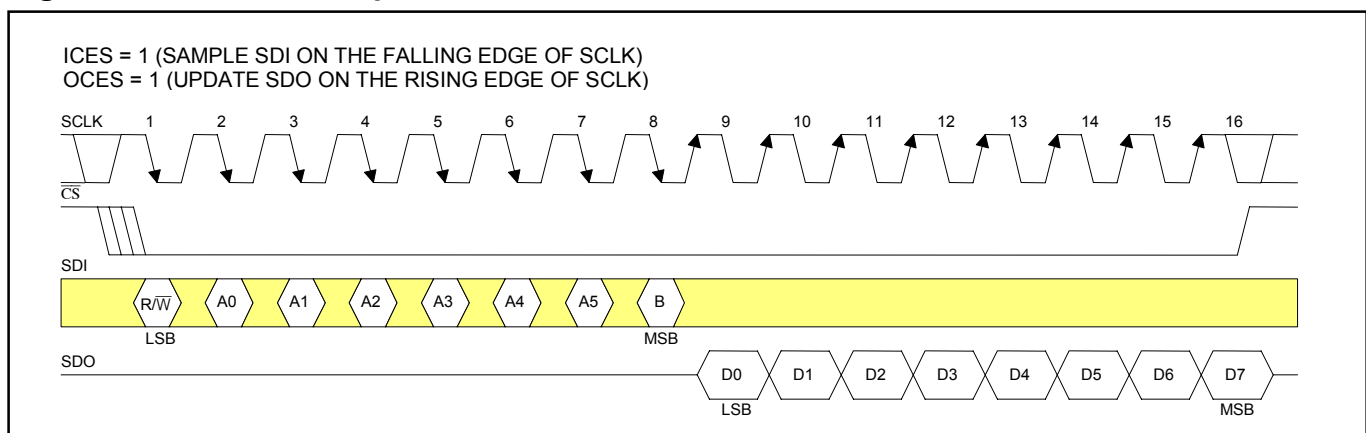 ICES = 1 (SAMPLE SDI ON THE FALLING EDGE OF SCLK)
OCES = 1 (UPDATE SDO ON THE RISING EDGE OF SCLK)
SCLK 1 2 3 4 5 6 7 8 9 10 11 12 13 14 15 16
CS
SDI
R/W A0 A1 A2 A3 A4 A5 B
LSB MSB
SDO D0 D1 D2 D3 D4 D5 D6 D7
LSB MSB